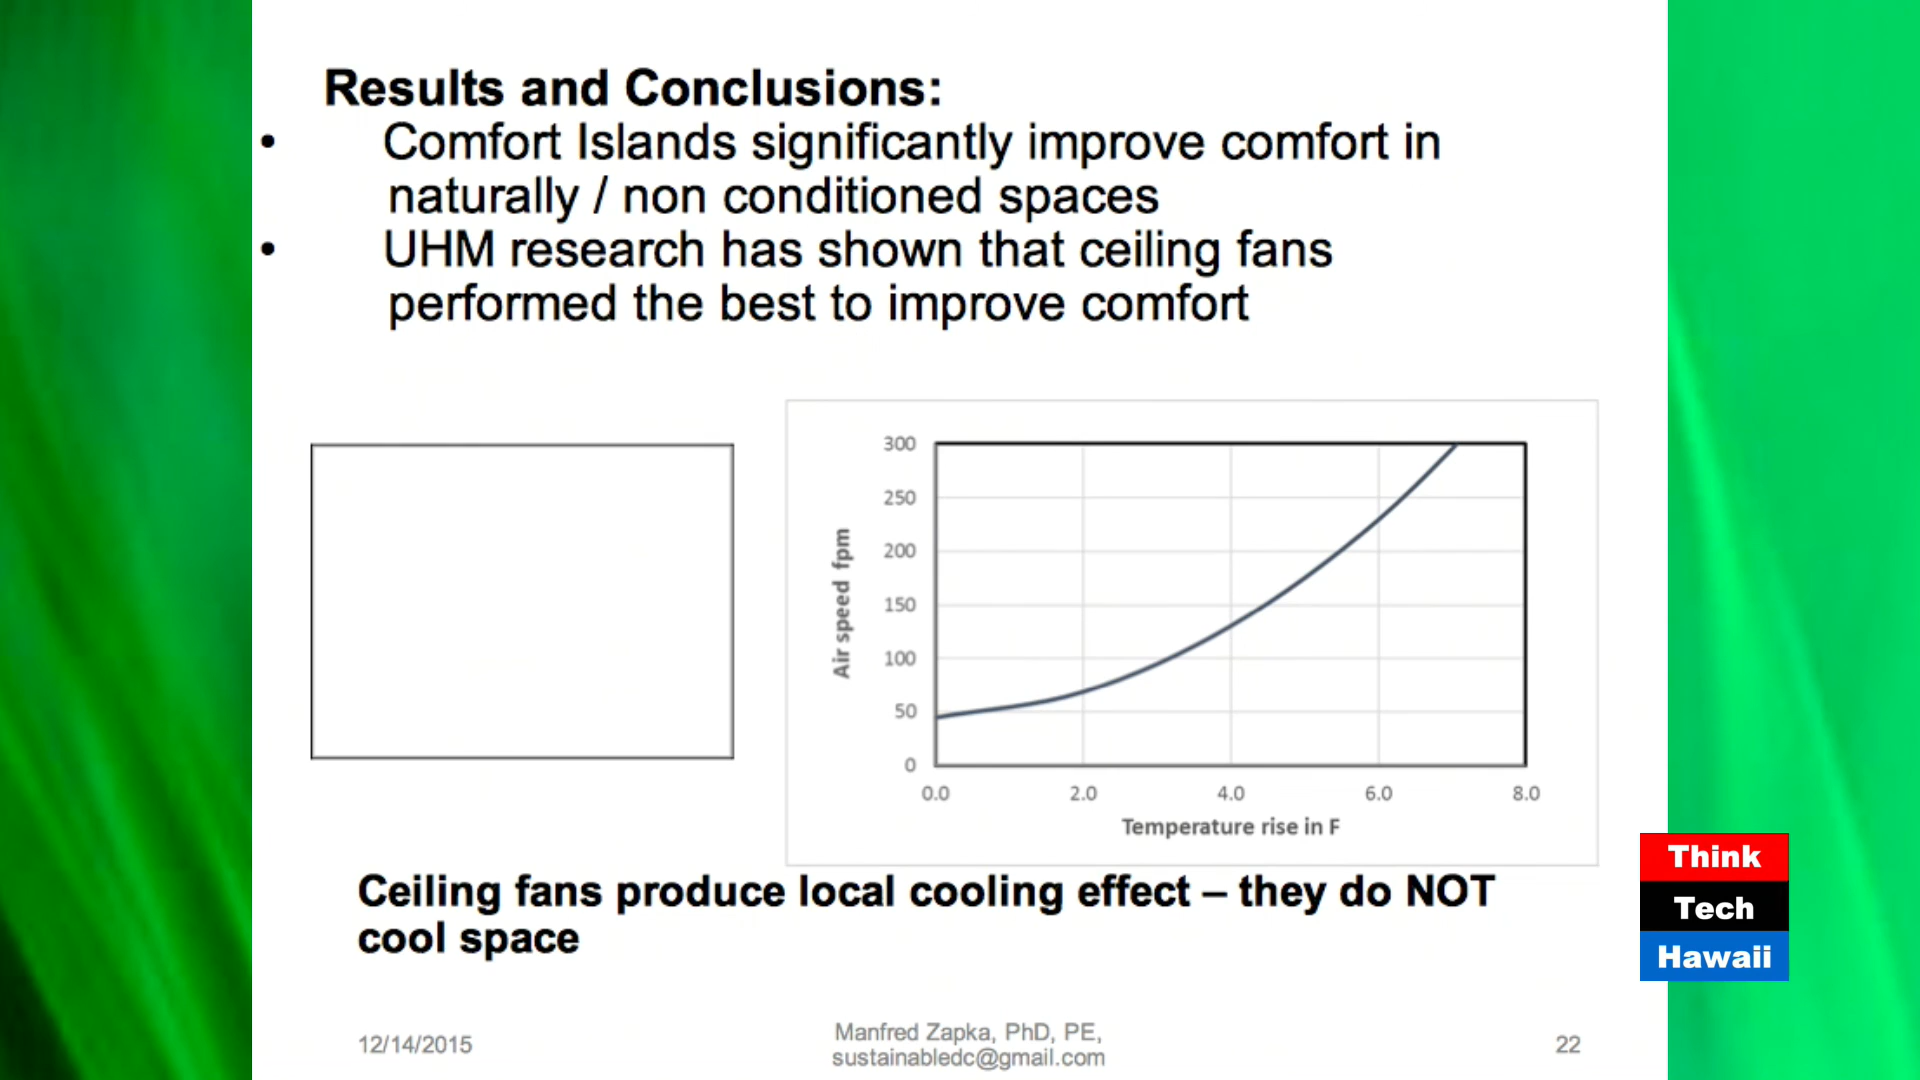 Results and Conclusions:
• Comfort Islands significantly improve comfort in
naturally / non conditioned spaces
• UHM research has shown that ceiling fans
performed the best to improve comfort
300
250
200
150
100
50
0
Air speed fpm
0.0 2.0 4.0 6.0 8.0
Temperature rise in F
Ceiling fans produce local cooling effect – they do NOT
cool space
Think
Tech
Hawaii
12/14/2015
Manfred Zapka, PhD, PE,
sustainabledc@gmail.com
22